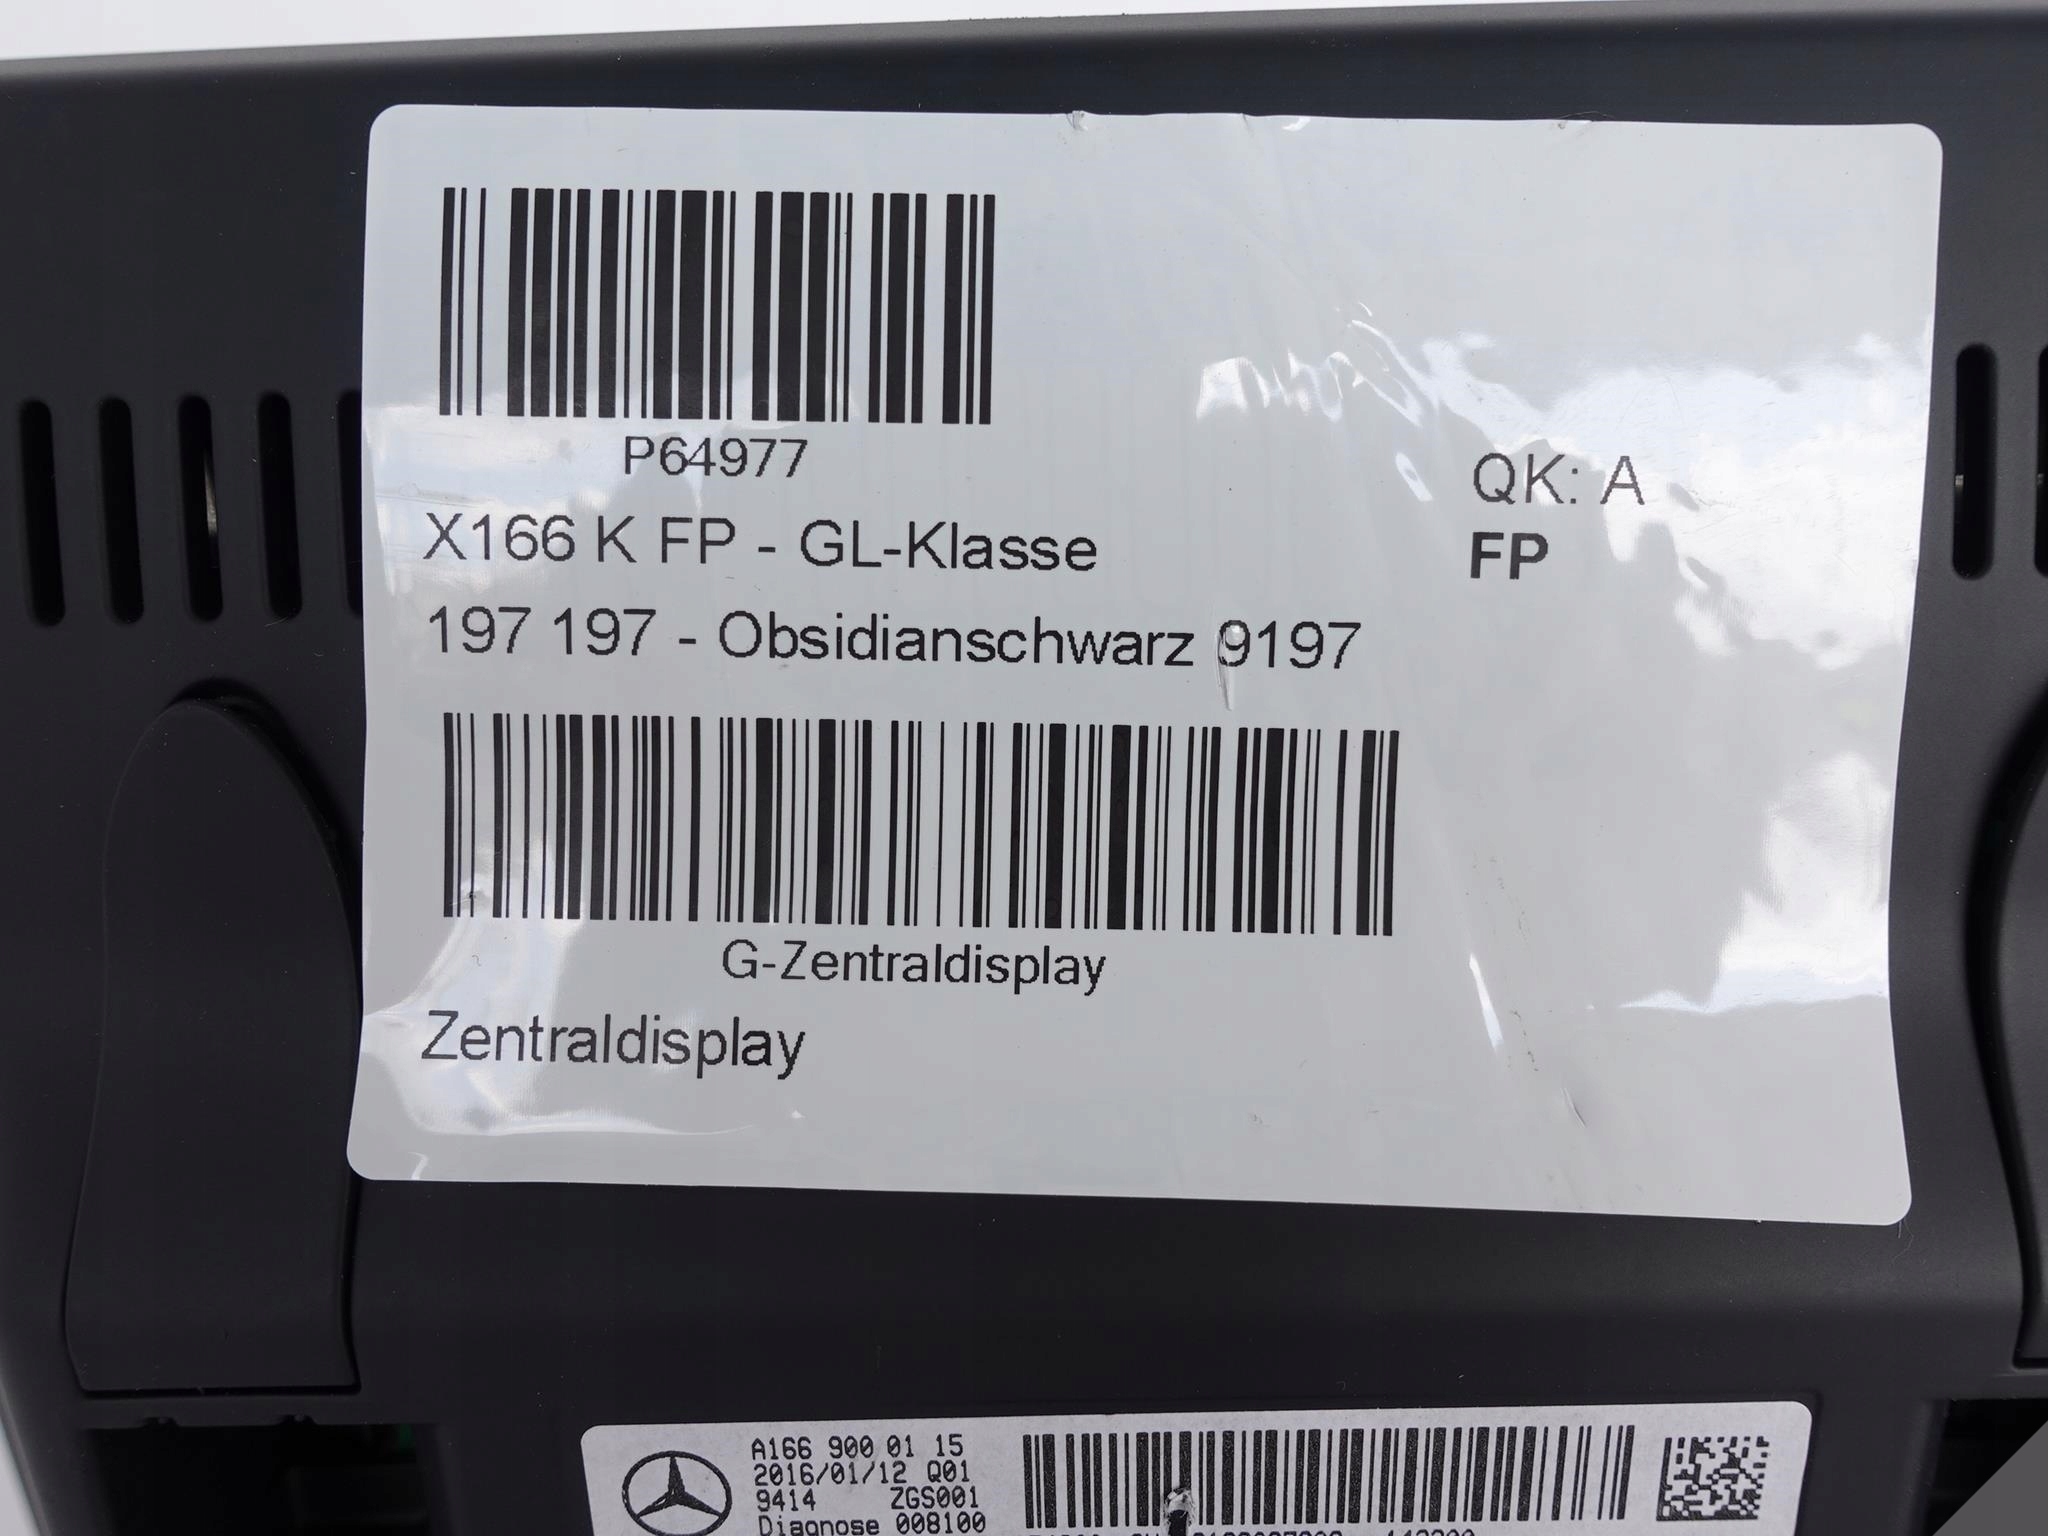 P64977
X166 K FP - GL-Klasse
QK: A
FP
197 197 - Obsidianschwarz 9197
G-Zentraldisplay
Zentraldisplay
A166 900 01 15
2016/01/12 Q01
9414 ZGS001
Diagnose 008100